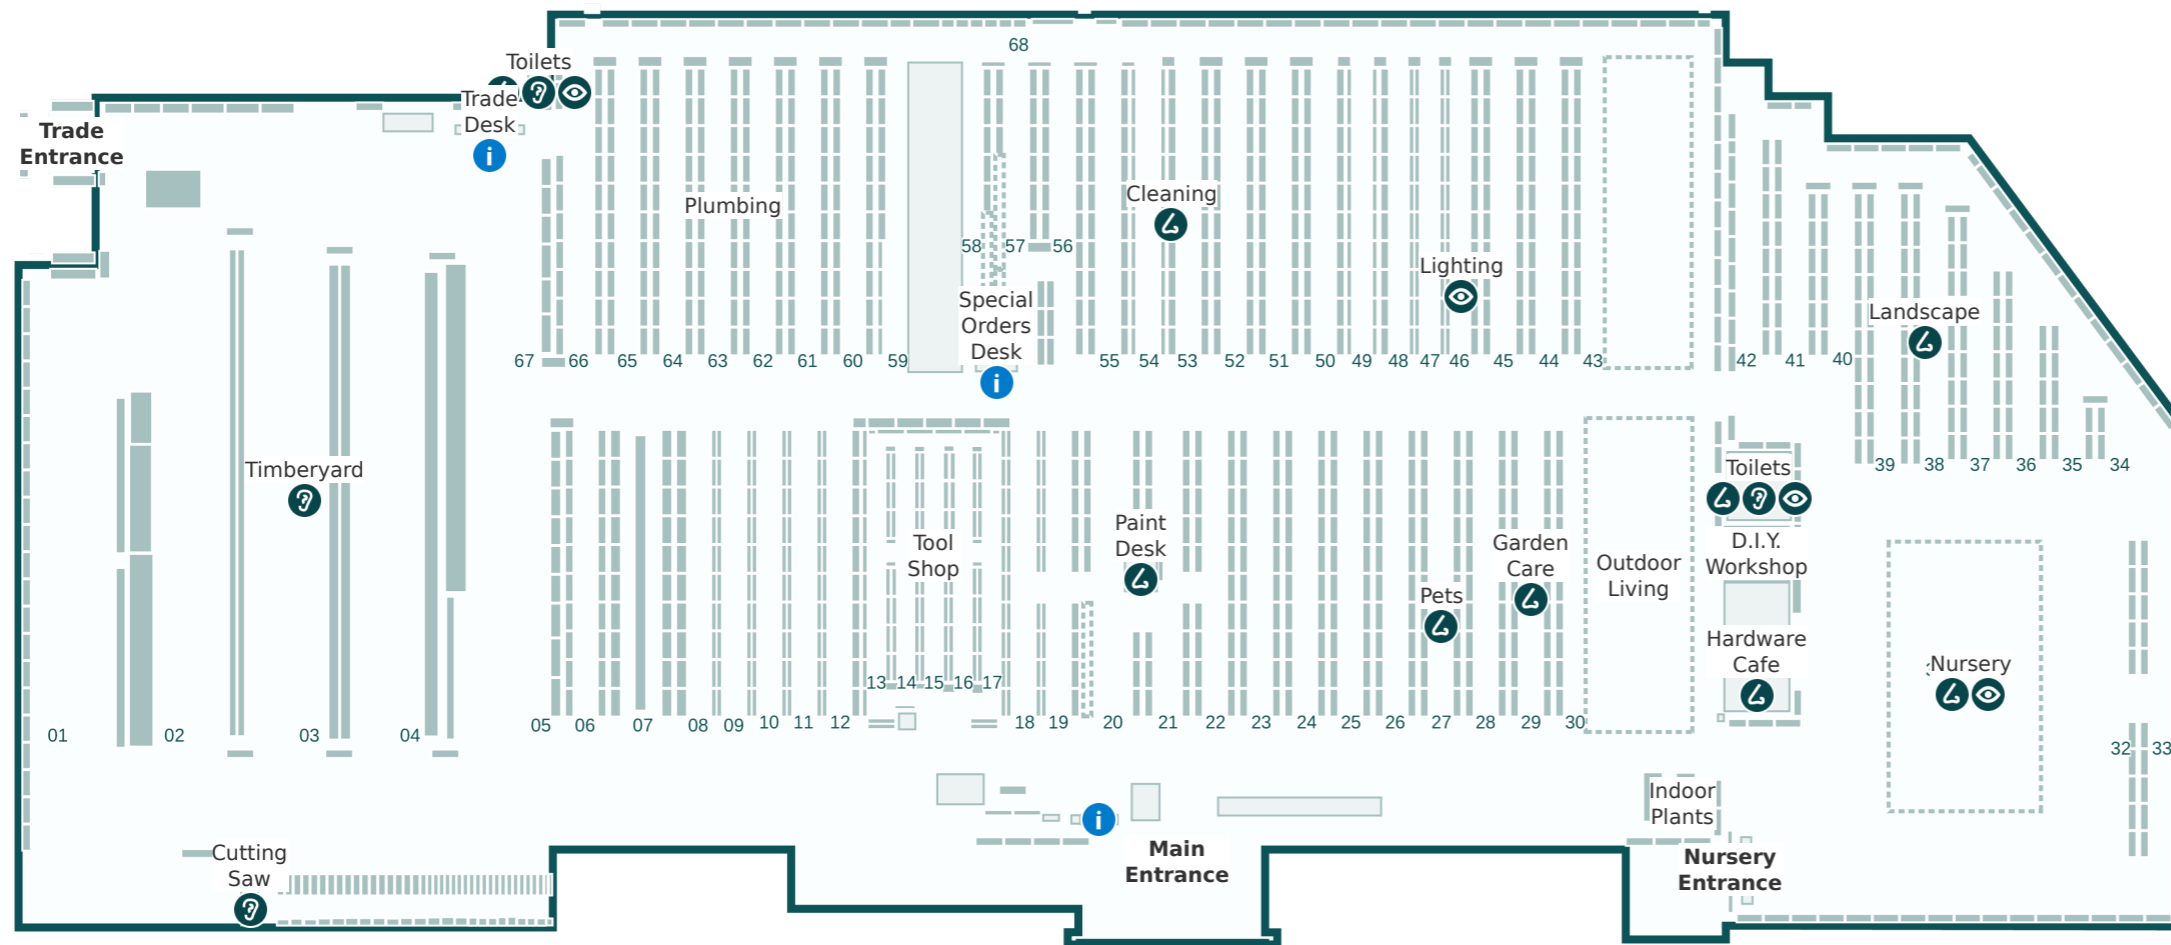 68
Toilets
Trade
Desk
Trade
Entrance
Plumbing
Cleaning
58 57 56
Lighting
Special
Orders
Desk
Landscape
67 66 65 64 63 62 61 60 59 55 54 53 52 51 50 49 48 47 46 45 44 43 42 41 40
39 38 37 36 35 34
Timberyard
Toilets
Tool
Shop
Paint
Desk
Garden
Care
Outdoor
Living
D.I.Y.
Workshop
Pets
Hardware
Cafe
Nursery
13 14 15 16 17
01 02 03 04 05 06 07 08 09 10 11 12 18 19 20 21 22 23 24 25 26 27 28 29 30
32 33
Indoor
Plants
Cutting
Saw
Main
Entrance
Nursery
Entrance